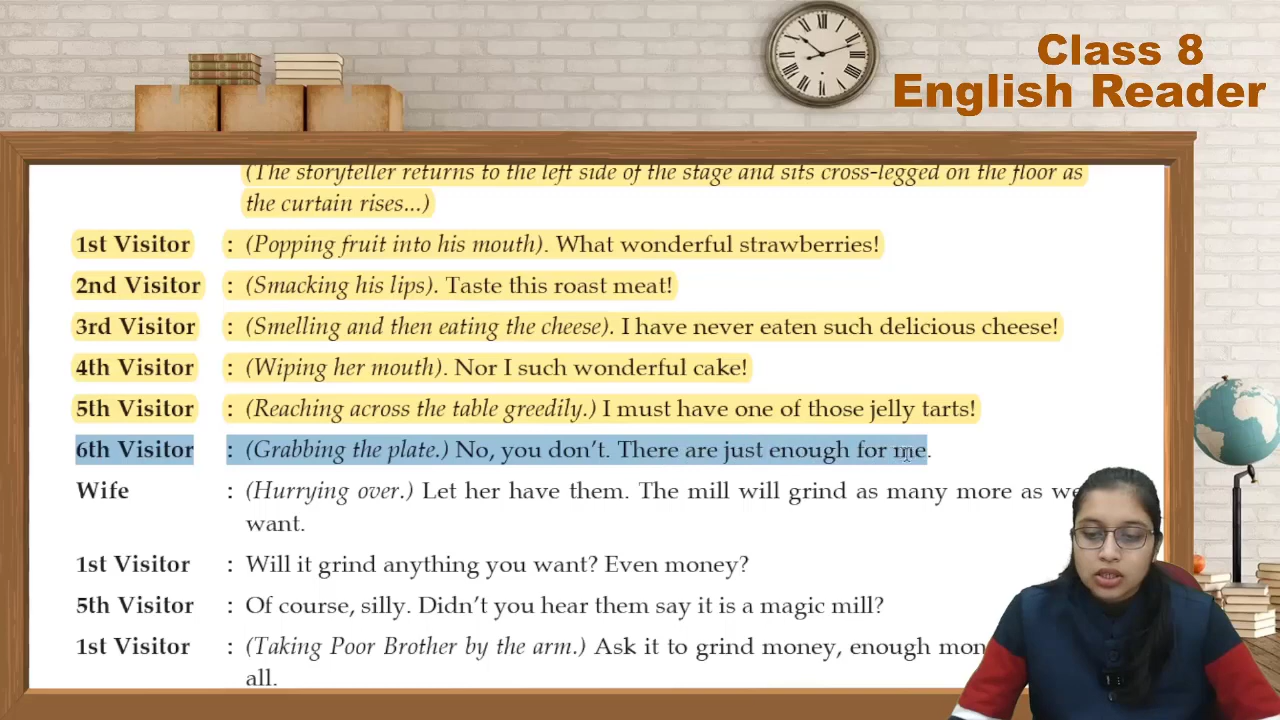 Class 8
English Reader
(The storyteller returns to the left side of the stage and sits cross-legged on the floor as
the curtain rises...)
1st Visitor : (Popping fruit into his mouth). What wonderful strawberries!
2nd Visitor : (Smacking his lips). Taste this roast meat!
3rd Visitor : (Smelling and then eating the cheese). I have never eaten such delicious cheese!
4th Visitor : (Wiping her mouth). Nor I such wonderful cake!
5th Visitor : (Reaching across the table greedily.) I must have one of those jelly tarts!
6th Visitor : (Grabbing the plate.) No, you don't. There are just enough for me.
Wife : (Hurrying over.) Let her have them. The mill will grind as many more as we
want.
1st Visitor : Will it grind anything you want? Even money?
5th Visitor : Of course, silly. Didn't you hear them say it is a magic mill?
1st Visitor : (Taking Poor Brother by the arm.) Ask it to grind money, enough
all.